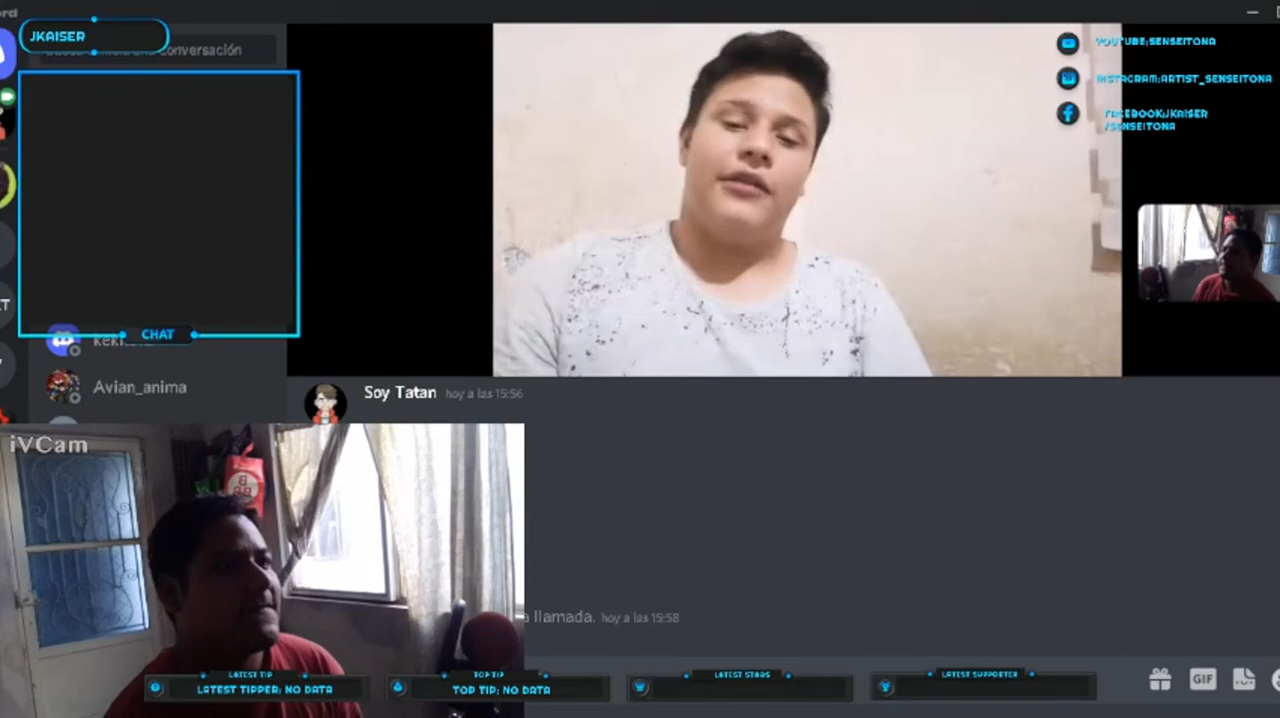 JKAISER
conversación
YOUTUBE:SENSEITONA
INSTAGRAM:ARTIST_SENSEITONA
FACEBOOK:JKAISER
/SENSEITONA
CHAT
Avian_anima
Soy Tatan hoy a las 15:56
iVCam
llamada. hoy a las 15:58
LATEST TIP
LATEST TIPPER: NO DATA
TOP TIP
TOP TIP: NO DATA
LATEST STARS
LATEST SUPPORTER
GIF